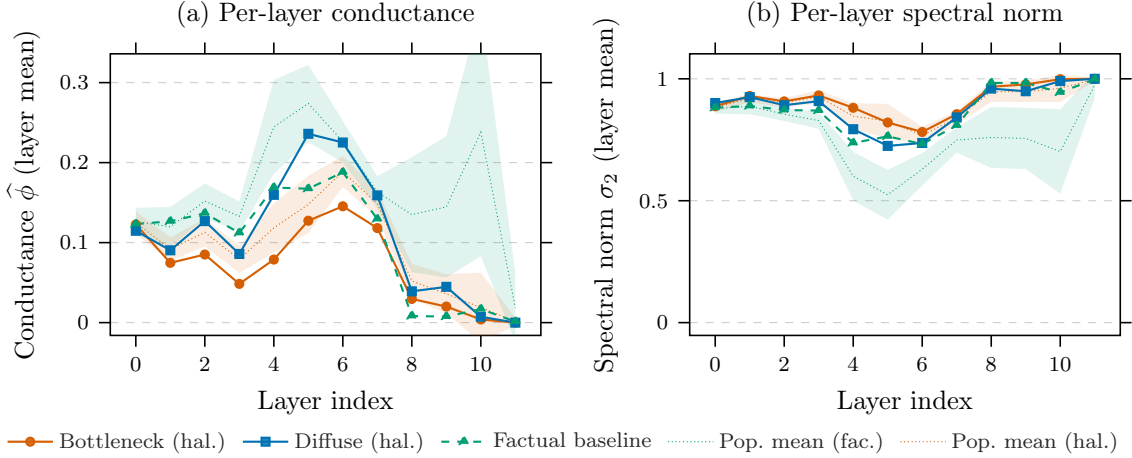 (a) Per-layer conductance
Conductance φ̂ (layer mean)
0.3
0.2
0.1
0
0 2 4 6 8 10
Layer index
(b) Per-layer spectral norm
Spectral norm σ₂ (layer mean)
1
0.5
0
0 2 4 6 8 10
Layer index
Bottleneck (hal.) Diffuse (hal.) Factual baseline Pop. mean (fac.) Pop. mean (hal.)